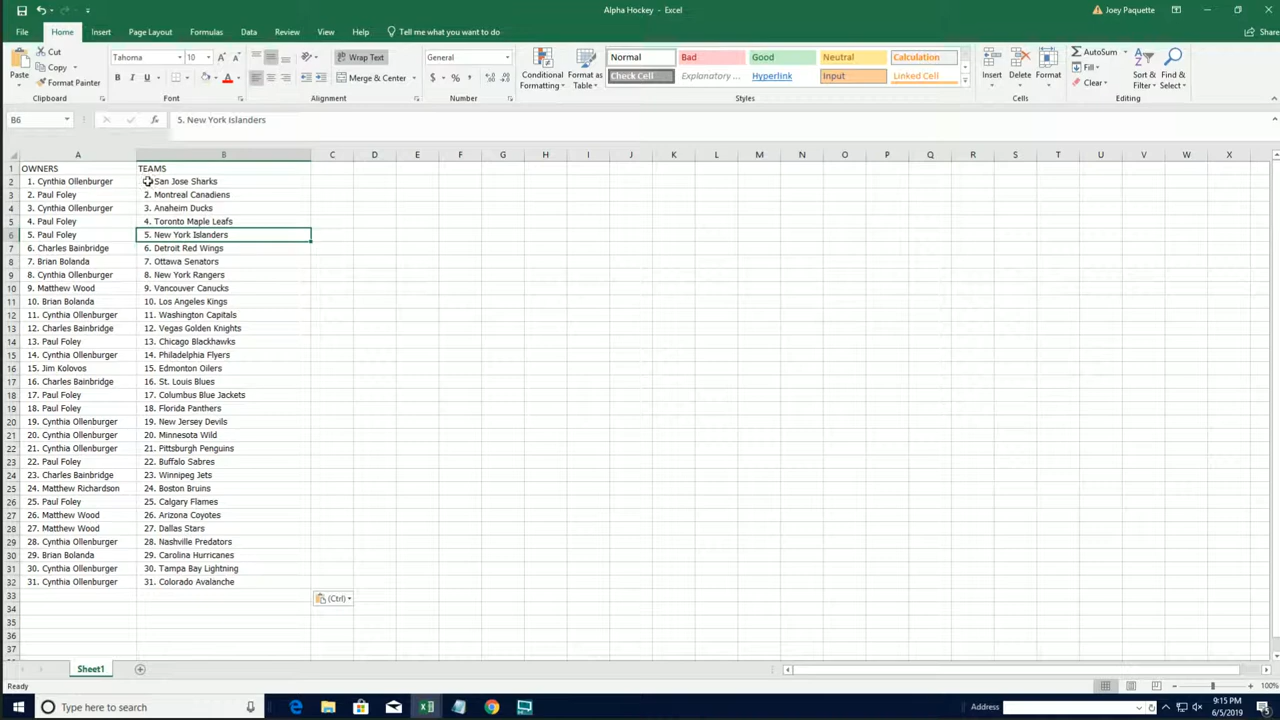 Alpha Hockey - Excel
Joey Paquette
File Home Insert Page Layout Formulas Data Review View Help Tell me what you want to do Share
Paste Cut Copy Format Painter Clipboard
Tahoma 10 B I U Font
Wrap Text Merge & Center Alignment
General $ % Number
Conditional Formatting Format as Table
Normal Bad Good Neutral Calculation
Check Cell Explanatory ... Hyperlink Input Linked Cell
Styles
Insert Delete Format Cells
AutoSum Fill Clear Sort & Filter Find & Select Editing
B6 fx 5. New York Islanders
A B C D E F G H I J K L M N O P Q R S T U V W X
1 OWNERS TEAMS
2 1. Cynthia Ollenburger San Jose Sharks
3 2. Paul Foley 2. Montreal Canadiens
4 3. Cynthia Ollenburger 3. Anaheim Ducks
5 4. Paul Foley 4. Toronto Maple Leafs
6 5. Paul Foley 5. New York Islanders
7 6. Charles Bainbridge 6. Detroit Red Wings
8 7. Brian Bolanda 7. Ottawa Senators
9 8. Cynthia Ollenburger 8. New York Rangers
10 9. Matthew Wood 9. Vancouver Canucks
11 10. Brian Bolanda 10. Los Angeles Kings
12 11. Cynthia Ollenburger 11. Washington Capitals
13 12. Charles Bainbridge 12. Vegas Golden Knights
14 13. Paul Foley 13. Chicago Blackhawks
15 14. Cynthia Ollenburger 14. Philadelphia Flyers
16 15. Jim Kolovos 15. Edmonton Oilers
17 16. Charles Bainbridge 16. St. Louis Blues
18 17. Paul Foley 17. Columbus Blue Jackets
19 18. Paul Foley 18. Florida Panthers
20 19. Cynthia Ollenburger 19. New Jersey Devils
21 20. Cynthia Ollenburger 20. Minnesota Wild
22 21. Cynthia Ollenburger 21. Pittsburgh Penguins
23 22. Paul Foley 22. Buffalo Sabres
24 23. Charles Bainbridge 23. Winnipeg Jets
25 24. Matthew Richardson 24. Boston Bruins
26 25. Paul Foley 25. Calgary Flames
27 26. Matthew Wood 26. Arizona Coyotes
28 27. Matthew Wood 27. Dallas Stars
29 28. Cynthia Ollenburger 28. Nashville Predators
30 29. Brian Bolanda 29. Carolina Hurricanes
31 30. Cynthia Ollenburger 30. Tampa Bay Lightning
32 31. Cynthia Ollenburger 31. Colorado Avalanche
33 (Ctrl)
34
35
36
37
Sheet1
Ready 100%
Type here to search Address 9:15 PM
6/5/2019